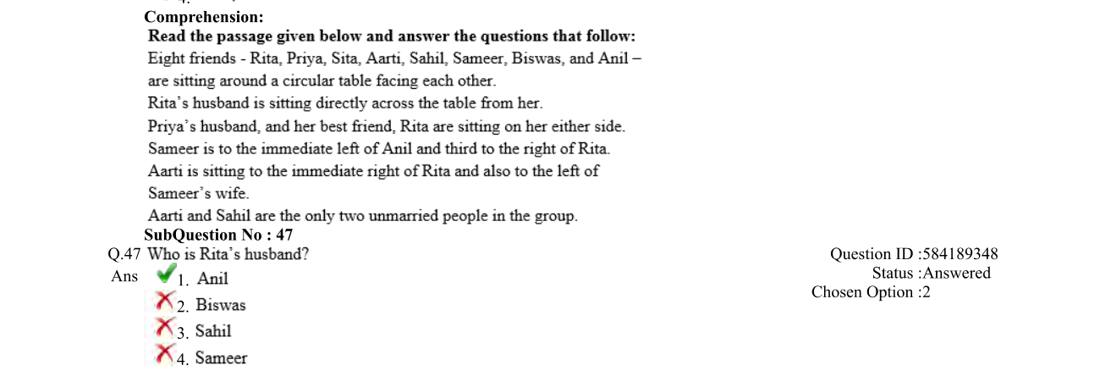 Comprehension:
Read the passage given below and answer the questions that follow:
Eight friends - Rita, Priya, Sita, Aarti, Sahil, Sameer, Biswas, and Anil –
are sitting around a circular table facing each other.
Rita's husband is sitting directly across the table from her.
Priya's husband, and her best friend, Rita are sitting on her either side.
Sameer is to the immediate left of Anil and third to the right of Rita.
Aarti is sitting to the immediate right of Rita and also to the left of
Sameer's wife.
Aarti and Sahil are the only two unmarried people in the group.
SubQuestion No : 47
Q.47 Who is Rita's husband?
Ans 1. Anil
2. Biswas
3. Sahil
4. Sameer
Question ID :584189348
Status :Answered
Chosen Option :2